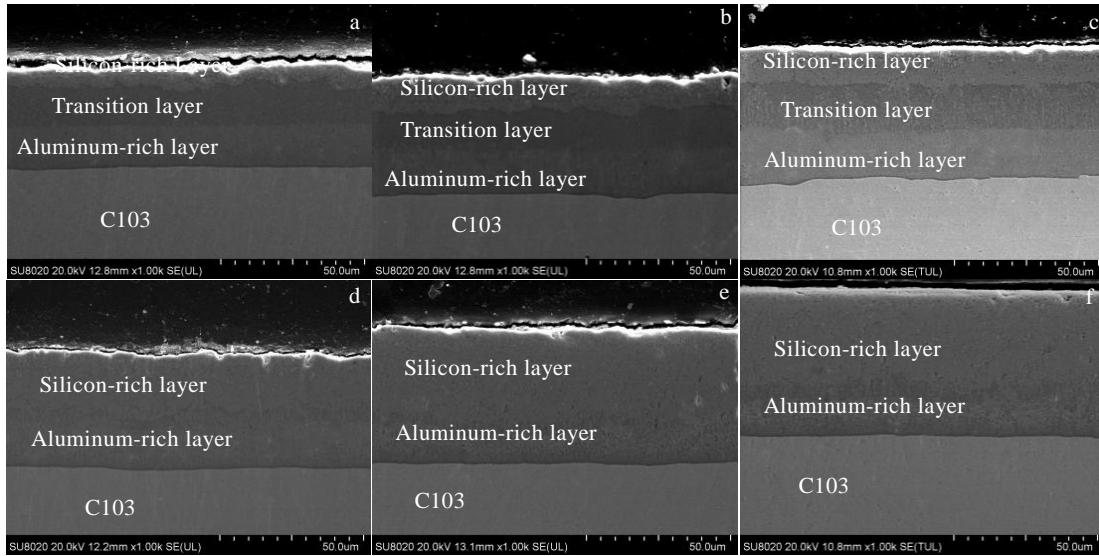 a
Silicon-rich Layer
Transition layer
Aluminum-rich layer
C103
SU8020 20.0kV 12.8mm x1.00k SE(UL) 50.0um
b
Silicon-rich layer
Transition layer
Aluminum-rich layer
C103
SU8020 20.0kV 12.8mm x1.00k SE(UL) 50.0um
c
Silicon-rich layer
Transition layer
Aluminum-rich layer
C103
SU8020 20.0kV 10.8mm x1.00k SE(TUL) 50.0um
d
Silicon-rich layer
Aluminum-rich layer
C103
SU8020 20.0kV 12.2mm x1.00k SE(UL) 50.0um
e
Silicon-rich layer
Aluminum-rich layer
C103
SU8020 20.0kV 13.1mm x1.00k SE(UL) 50.0um
f
Silicon-rich layer
Aluminum-rich layer
C103
SU8020 20.0kV 10.8mm x1.00k SE(TUL) 50.0um